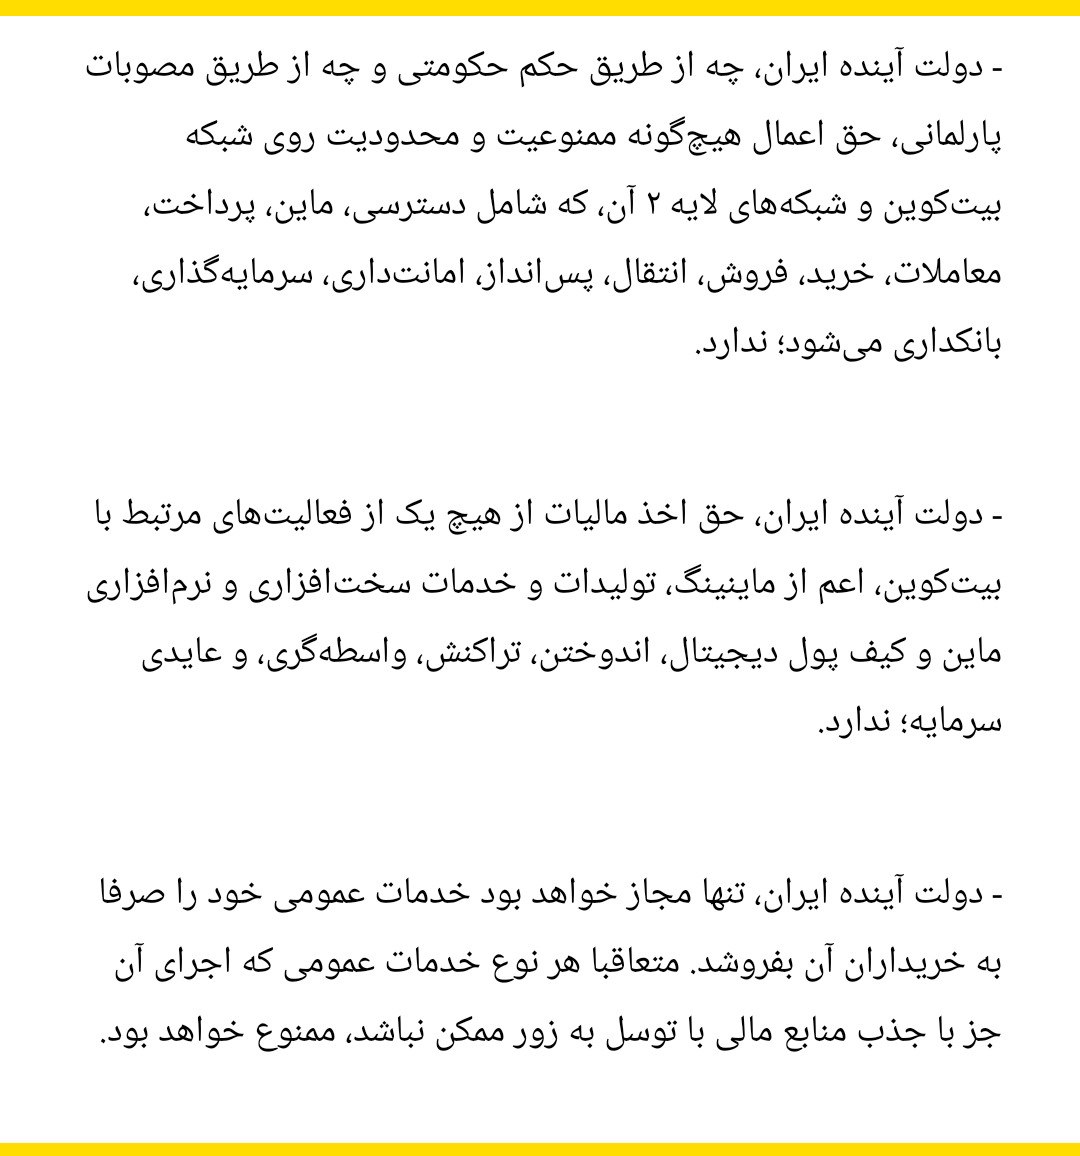 - دولت آینده ایران، چه از طریق حکم حکومتی و چه از طریق مصوبات
پارلمانی، حق اعمال هیچ‌گونه ممنوعیت و محدودیت روی شبکه
بیت‌کوین و شبکه‌های لایه ۲ آن، که شامل دسترسی، ماین، پرداخت،
معاملات، خرید، فروش، انتقال، پس‌انداز، امانت‌داری، سرمایه‌گذاری،
بانکداری می‌شود؛ ندارد.
- دولت آینده ایران، حق اخذ مالیات از هیچ یک از فعالیت‌های مرتبط با
بیت‌کوین، اعم از ماینینگ، تولیدات و خدمات سخت‌افزاری و نرم‌افزاری
ماین و کیف پول دیجیتال، اندوختن، تراکنش، واسطه‌گری، و عایدی
سرمایه؛ ندارد.
- دولت آینده ایران، تنها مجاز خواهد بود خدمات عمومی خود را صرفا
به خریداران آن بفروشد. متعاقبا هر نوع خدمات عمومی که اجرای آن
جز با جذب منابع مالی با توسل به زور ممکن نباشد، ممنوع خواهد بود.